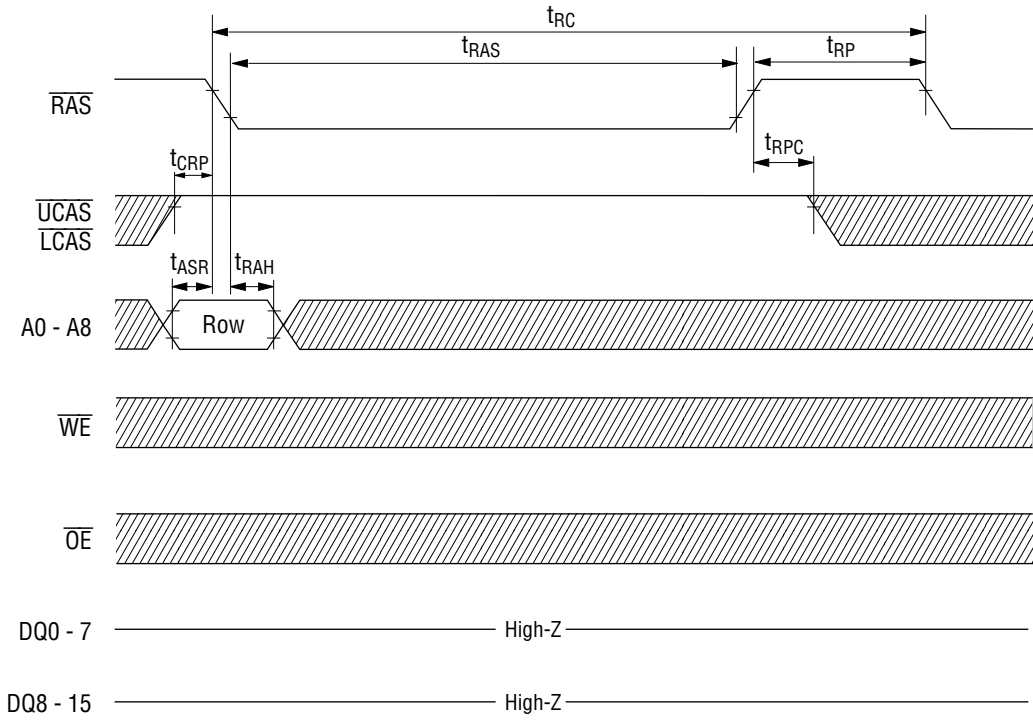 tRC
tRAS
tRP
RAS
tCRP
tRPC
UCAS
LCAS
tASR
tRAH
A0 - A8
Row
WE
OE
DQ0 - 7
High-Z
DQ8 - 15
High-Z